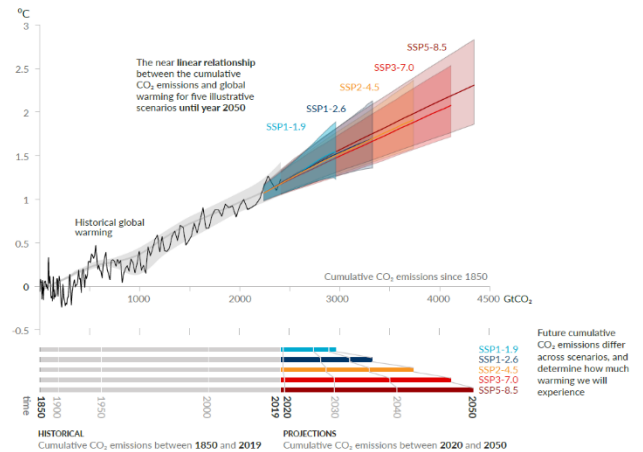 °C
3
2.5
2
1.5
1
0.5
0
-0.5
The near linear relationship
between the cumulative
CO₂ emissions and global
warming for five illustrative
scenarios until year 2050
SSP5-8.5
SSP3-7.0
SSP2-4.5
SSP1-2.6
SSP1-1.9
Historical global
warming
Cumulative CO₂ emissions since 1850
1000 2000 3000 4000 4500 GtCO₂
SSP1-1.9
SSP1-2.6
SSP2-4.5
SSP3-7.0
SSP5-8.5
Future cumulative
CO₂ emissions differ
across scenarios, and
determine how much
warming we will
experience
time 1850 1900 1950 2000 2019 2020 2030 2040 2050
HISTORICAL
Cumulative CO₂ emissions between 1850 and 2019
PROJECTIONS
Cumulative CO₂ emissions between 2020 and 2050